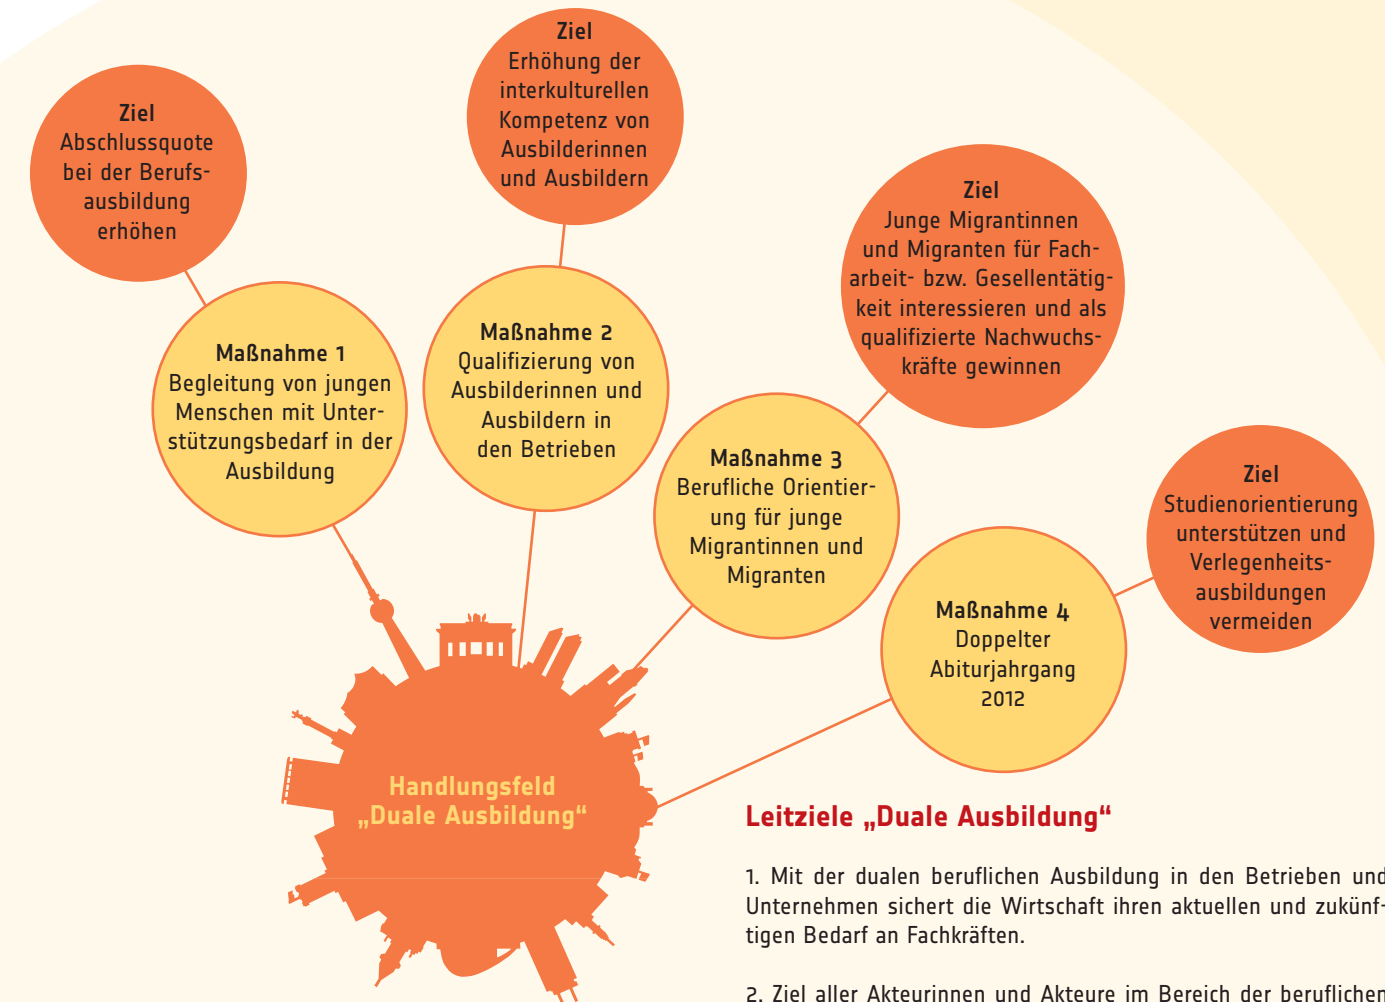 Ziel
Erhöhung der
interkulturellen
Kompetenz von
Ausbilderinnen
und Ausbildern
Ziel
Abschlussquote
bei der Berufs-
ausbildung
erhöhen
Ziel
Junge Migrantinnen
und Migranten für Fach-
arbeit- bzw. Gesellentätig-
keit interessieren und als
qualifizierte Nachwuchs-
kräfte gewinnen
Maßnahme 1
Begleitung von jungen
Menschen mit Unter-
stützungsbedarf in der
Ausbildung
Maßnahme 2
Qualifizierung von
Ausbilderinnen und
Ausbildern in
den Betrieben
Maßnahme 3
Berufliche Orientier-
ung für junge
Migrantinnen und
Migranten
Ziel
Studienorientierung
unterstützen und
Verlegenheits-
ausbildungen
vermeiden
Maßnahme 4
Doppelter
Abiturjahrgang
2012
Handlungsfeld
„Duale Ausbildung“
Leitziele „Duale Ausbildung“
1. Mit der dualen beruflichen Ausbildung in den Betrieben und
Unternehmen sichert die Wirtschaft ihren aktuellen und zukünf-
tigen Bedarf an Fachkräften.
2. Ziel aller Akteurinnen und Akteure im Bereich der beruflichen